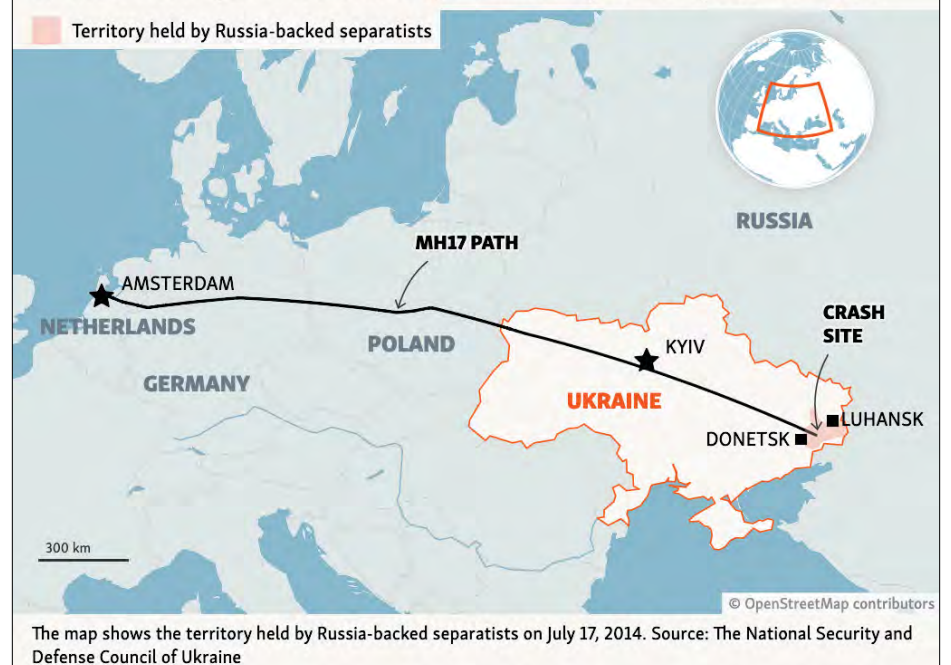 Territory held by Russia-backed separatists
RUSSIA
MH17 PATH
AMSTERDAM
NETHERLANDS
CRASH
SITE
POLAND
KYIV
GERMANY
UKRAINE
LUHANSK
DONETSK
300 km
© OpenStreetMap contributors
The map shows the territory held by Russia-backed separatists on July 17, 2014. Source: The National Security and
Defense Council of Ukraine